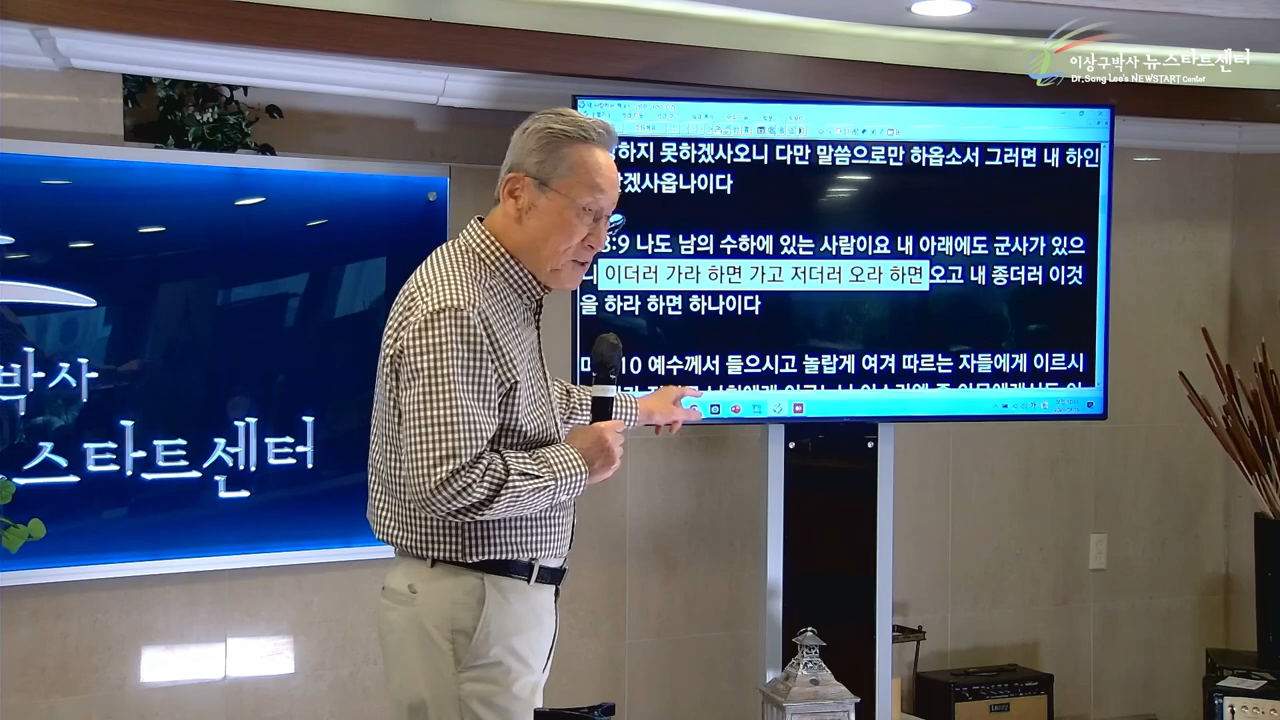 이상구박사 뉴스타트센터
Dr. Sang Lee's NEWSTART Center
하지 못하겠사오니 다만 말씀으로만 하옵소서 그러면 내 하인
겠사옵나이다
8:9 나도 남의 수하에 있는 사람이요 내 아래에도 군사가 있으
니 이더러 가라 하면 가고 저더러 오라 하면 오고 내 종더러 이것
을 하라 하면 하나이다
10 예수께서 들으시고 놀랍게 여겨 따르는 자들에게 이르시
박사
스타트센터